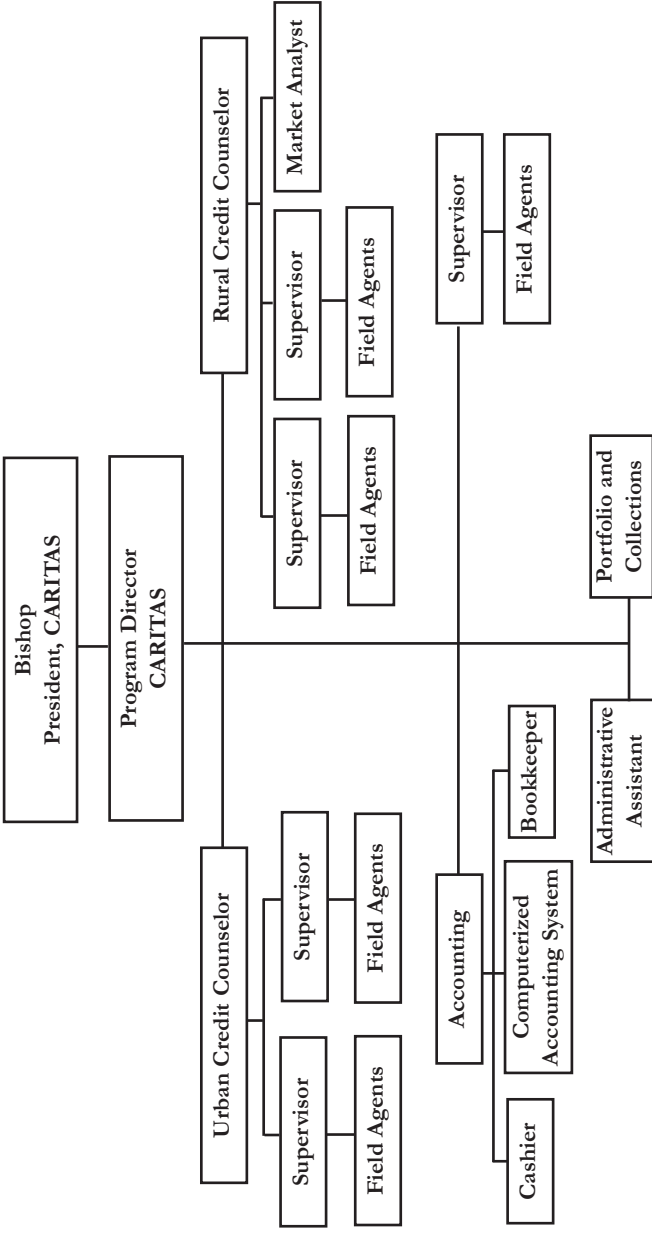 Bishop
President, CARITAS
Program Director
CARITAS
Urban Credit Counselor
Rural Credit Counselor
Supervisor
Supervisor
Supervisor
Supervisor
Market Analyst
Field Agents
Field Agents
Field Agents
Field Agents
Accounting
Supervisor
Cashier
Computerized
Accounting System
Bookkeeper
Field Agents
Administrative
Assistant
Portfolio and
Collections